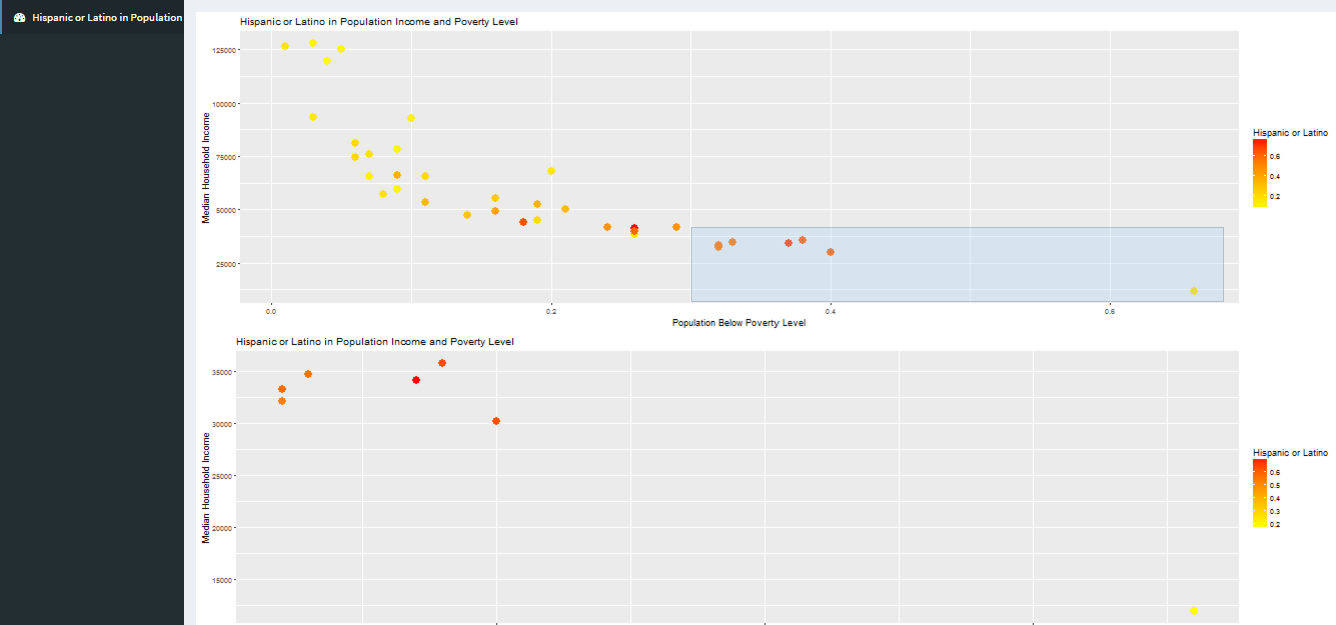 Hispanic or Latino in Population
Hispanic or Latino in Population Income and Poverty Level
Median Household Income
125000
100000
75000
50000
25000
0.0
0.2
0.4
0.6
Population Below Poverty Level
Hispanic or Latino
0.6
0.4
0.2
Hispanic or Latino in Population Income and Poverty Level
Median Household Income
35000
30000
25000
20000
15000
Hispanic or Latino
0.6
0.5
0.4
0.3
0.2